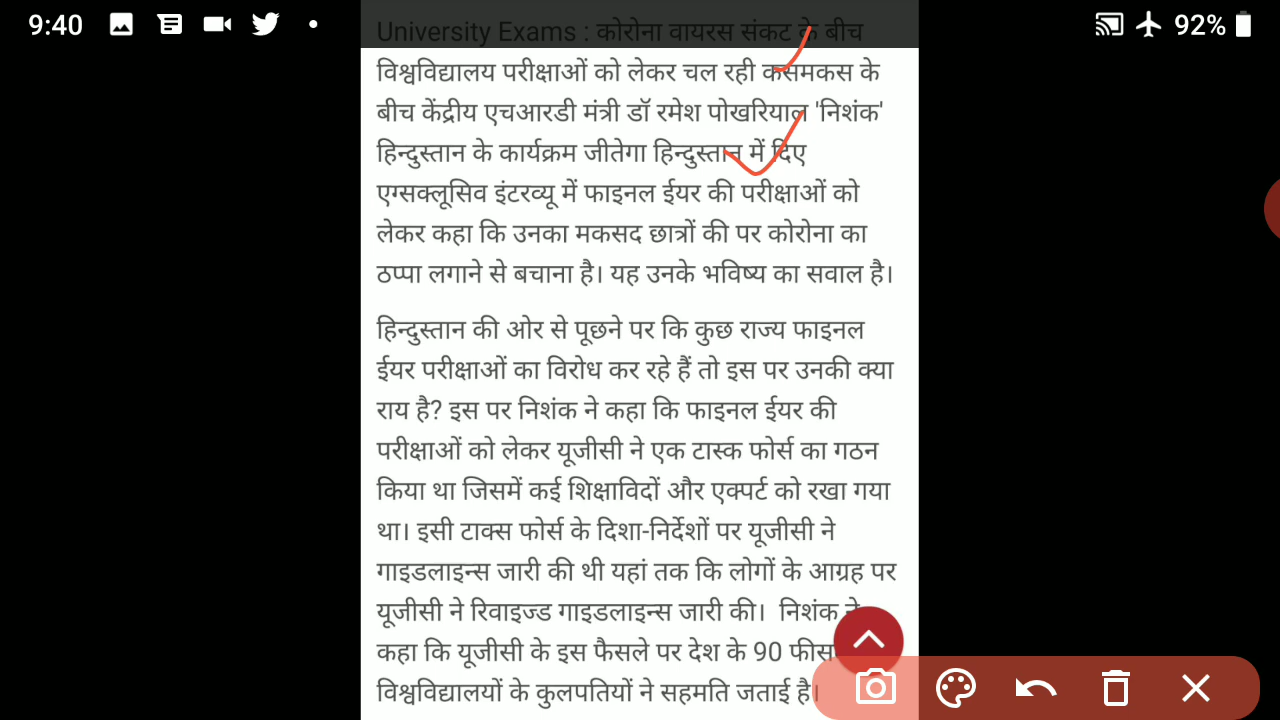 9:40
92%
University Exams : कोरोना वायरस संकट के बीच
विश्वविद्यालय परीक्षाओं को लेकर चल रही कसमकस के
बीच केंद्रीय एचआरडी मंत्री डॉ रमेश पोखरियाल 'निशंक'
हिन्दुस्तान के कार्यक्रम जीतेगा हिन्दुस्तान में दिए
एग्सक्लूसिव इंटरव्यू में फाइनल ईयर की परीक्षाओं को
लेकर कहा कि उनका मकसद छात्रों की पर कोरोना का
ठप्पा लगाने से बचाना है। यह उनके भविष्य का सवाल है।
हिन्दुस्तान की ओर से पूछने पर कि कुछ राज्य फाइनल
ईयर परीक्षाओं का विरोध कर रहे हैं तो इस पर उनकी क्या
राय है? इस पर निशंक ने कहा कि फाइनल ईयर की
परीक्षाओं को लेकर यूजीसी ने एक टास्क फोर्स का गठन
किया था जिसमें कई शिक्षाविदों और एक्पर्ट को रखा गया
था। इसी टाक्स फोर्स के दिशा-निर्देशों पर यूजीसी ने
गाइडलाइन्स जारी की थी यहां तक कि लोगों के आग्रह पर
यूजीसी ने रिवाइज्ड गाइडलाइन्स जारी की। निशंक ने
कहा कि यूजीसी के इस फैसले पर देश के 90
विश्वविद्यालयों के कुलपतियों ने सहमति जताई है।